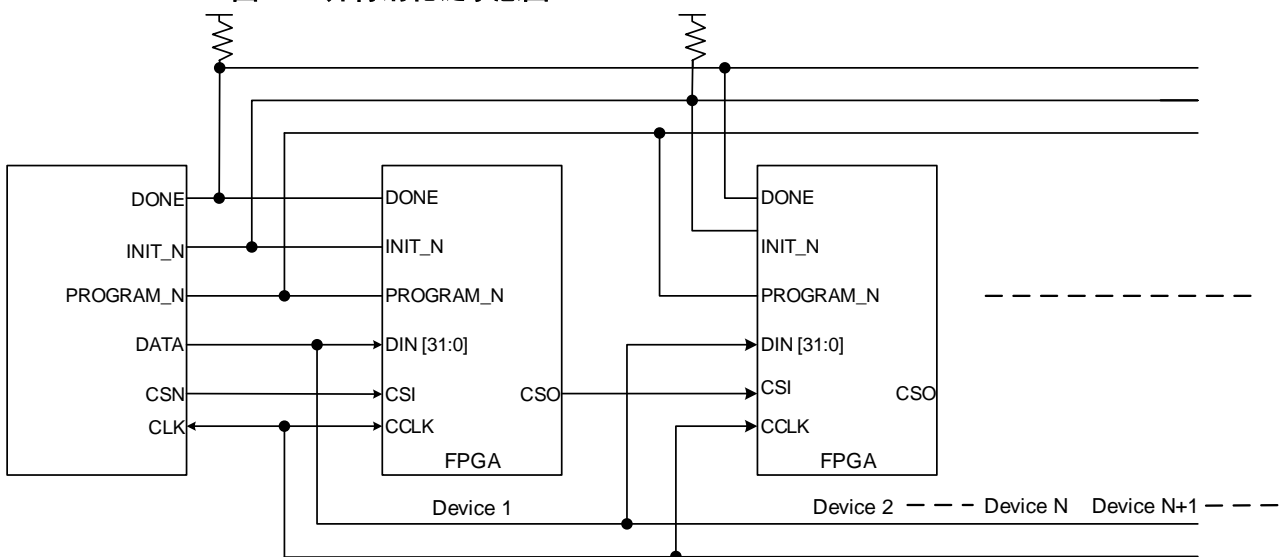 DONE
INIT_N
PROGRAM_N
DATA
CSN
CLK
DONE
INIT_N
PROGRAM_N
DIN [31:0]
CSI
CSO
CCLK
FPGA
Device 1
DONE
INIT_N
PROGRAM_N
DIN [31:0]
CSI
CSO
CCLK
FPGA
Device 2
Device N
Device N+1